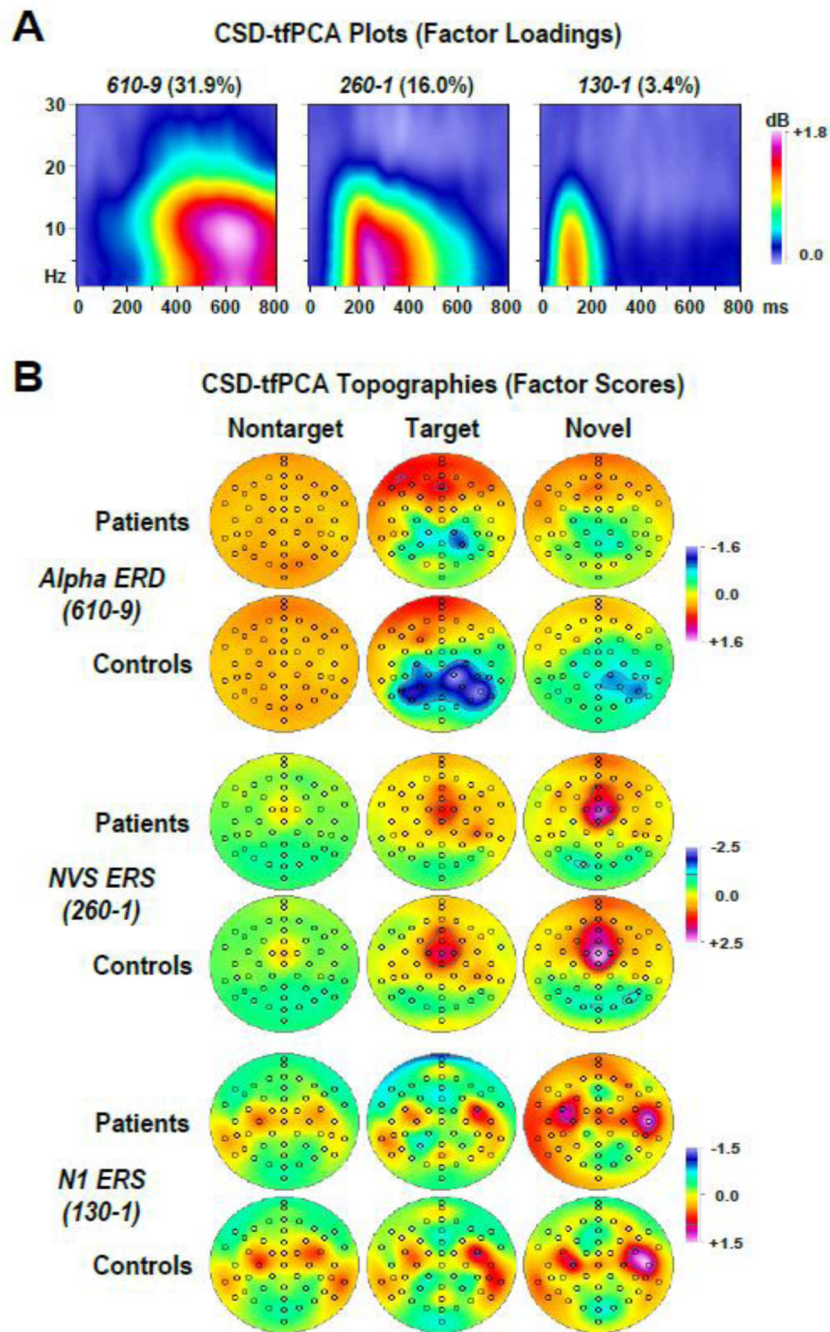 A
CSD-tfPCA Plots (Factor Loadings)
610-9 (31.9%) 260-1 (16.0%) 130-1 (3.4%)
30
20
10
Hz
dB
+1.8
0.0
0 200 400 600 800 0 200 400 600 800 0 200 400 600 800 ms
B
CSD-tfPCA Topographies (Factor Scores)
Nontarget Target Novel
Patients
Alpha ERD
(610-9)
Controls
-1.6
0.0
+1.6
Patients
NVS ERS
(260-1)
Controls
-2.5
0.0
+2.5
Patients
N1 ERS
(130-1)
Controls
-1.5
0.0
+1.5